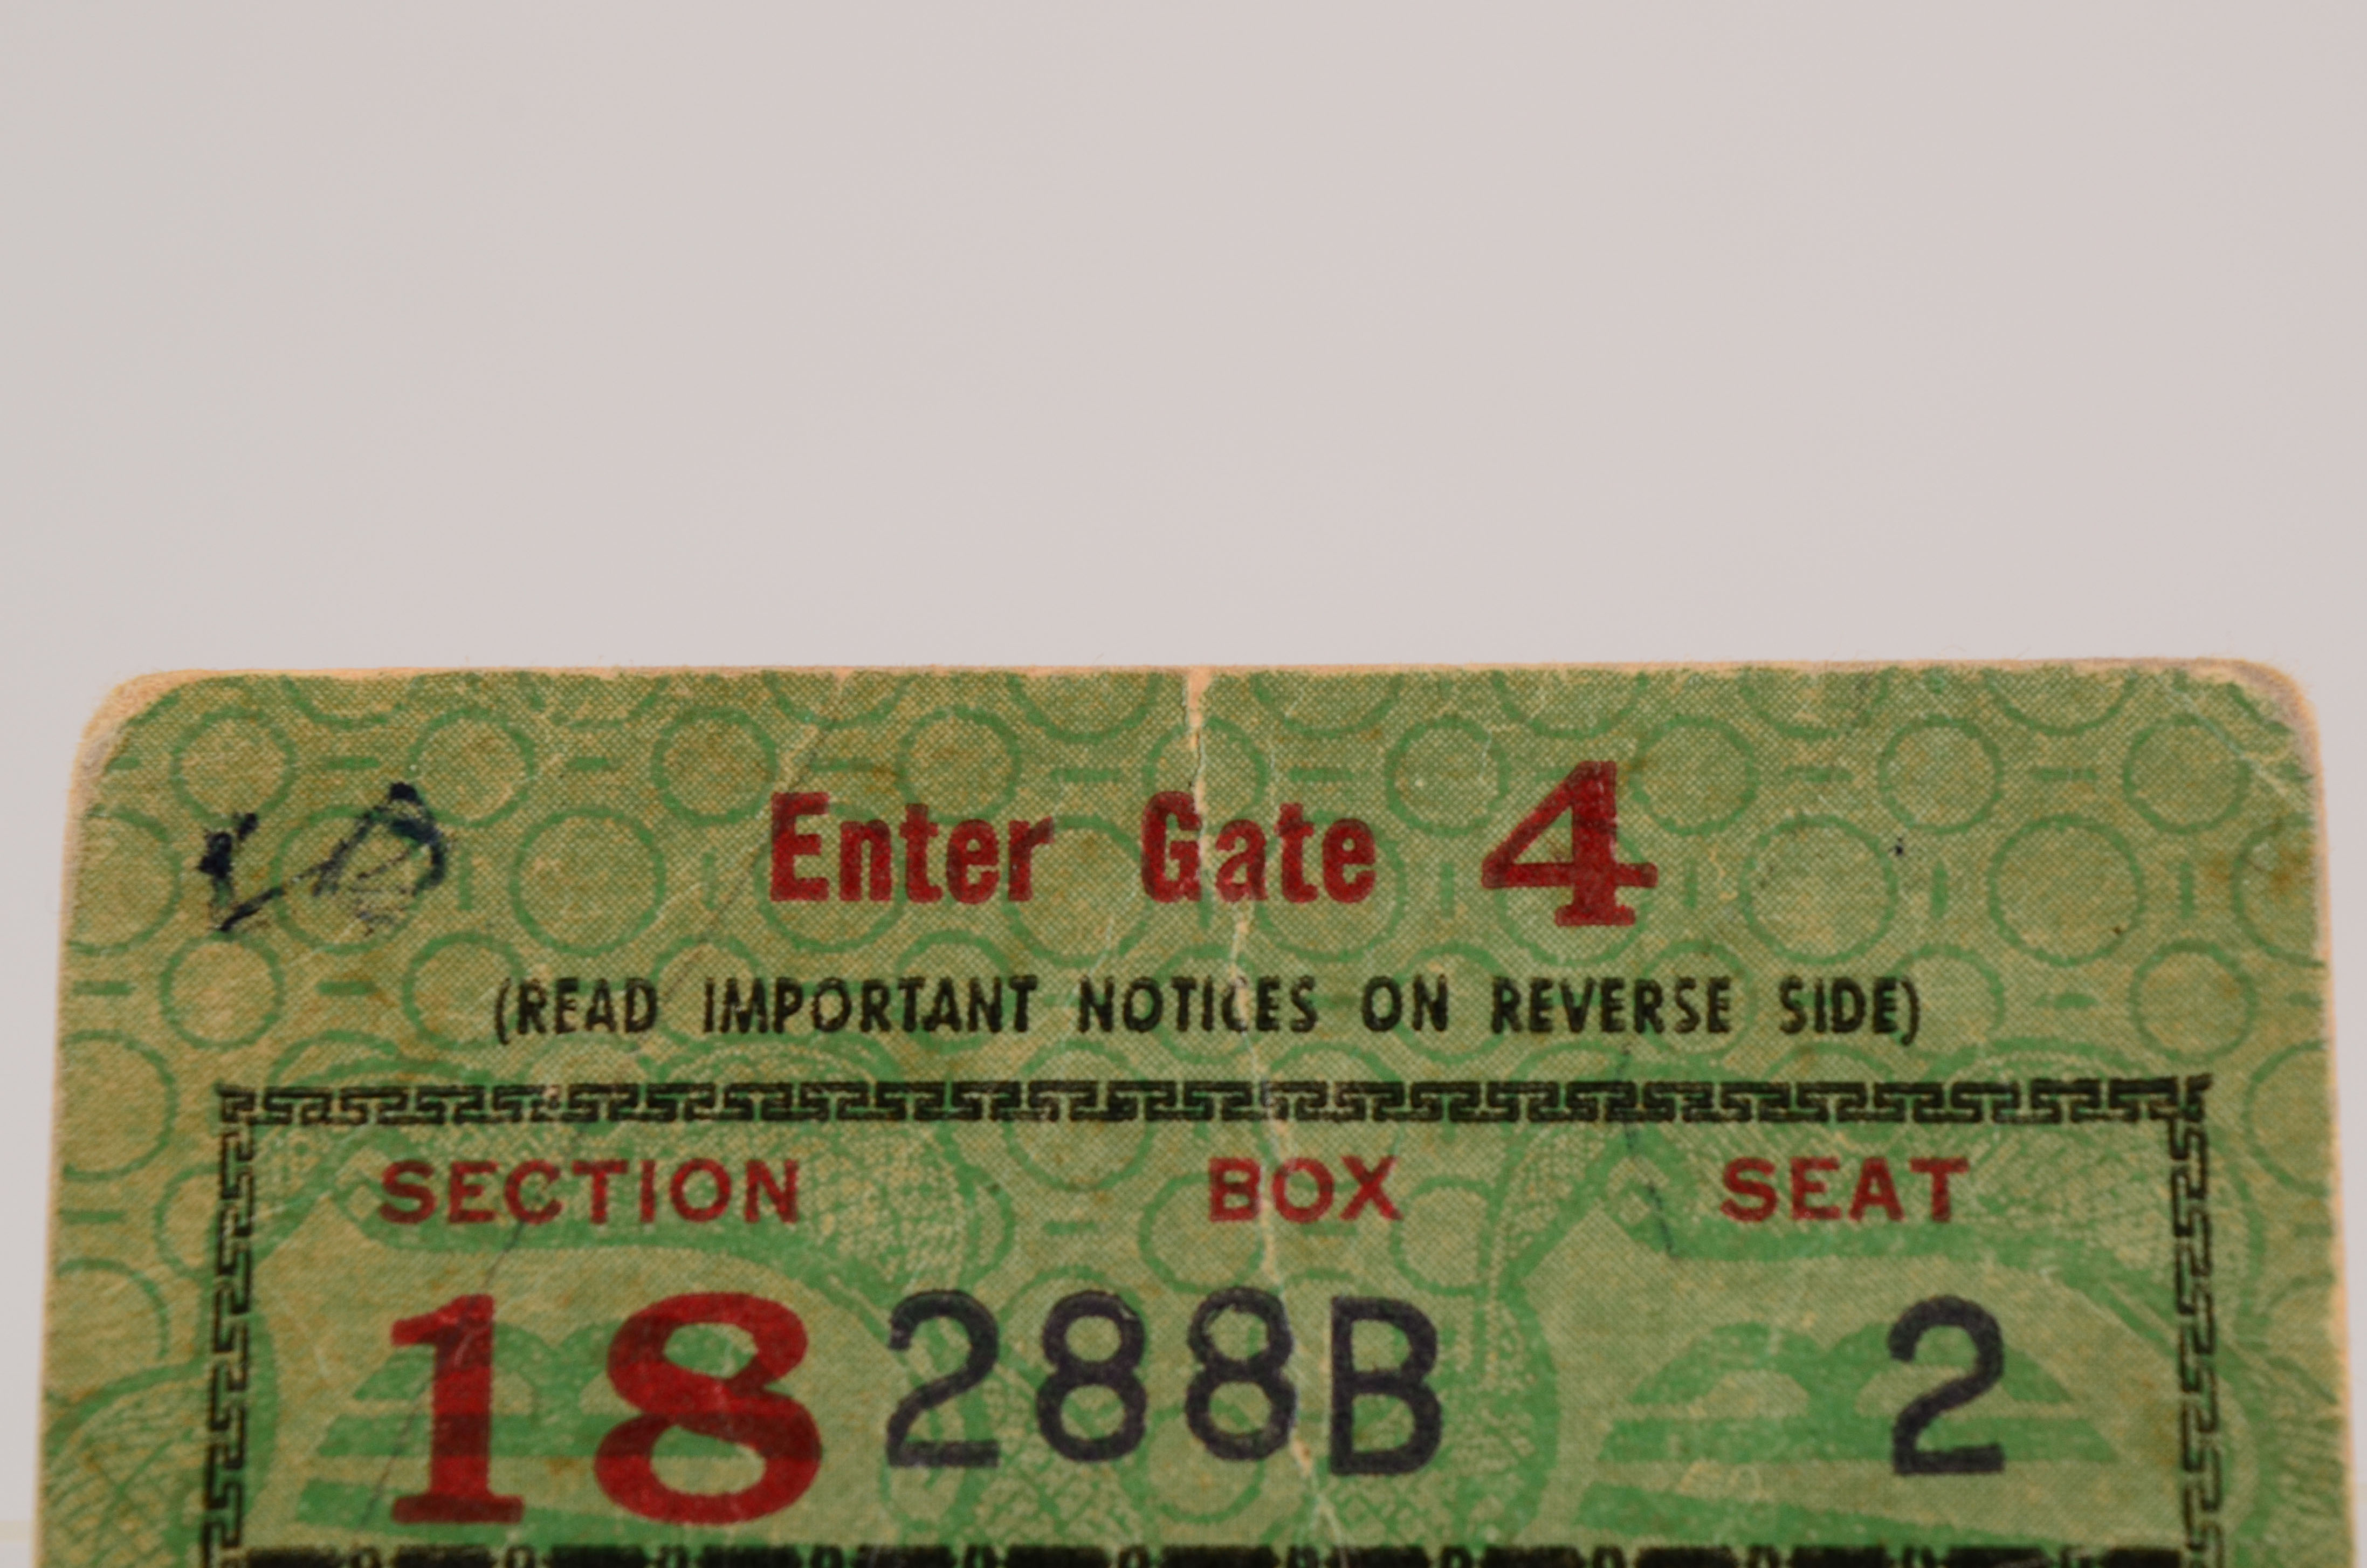 Enter Gate 4
(READ IMPORTANT NOTICES ON REVERSE SIDE)
SECTION BOX SEAT
18 288B 2